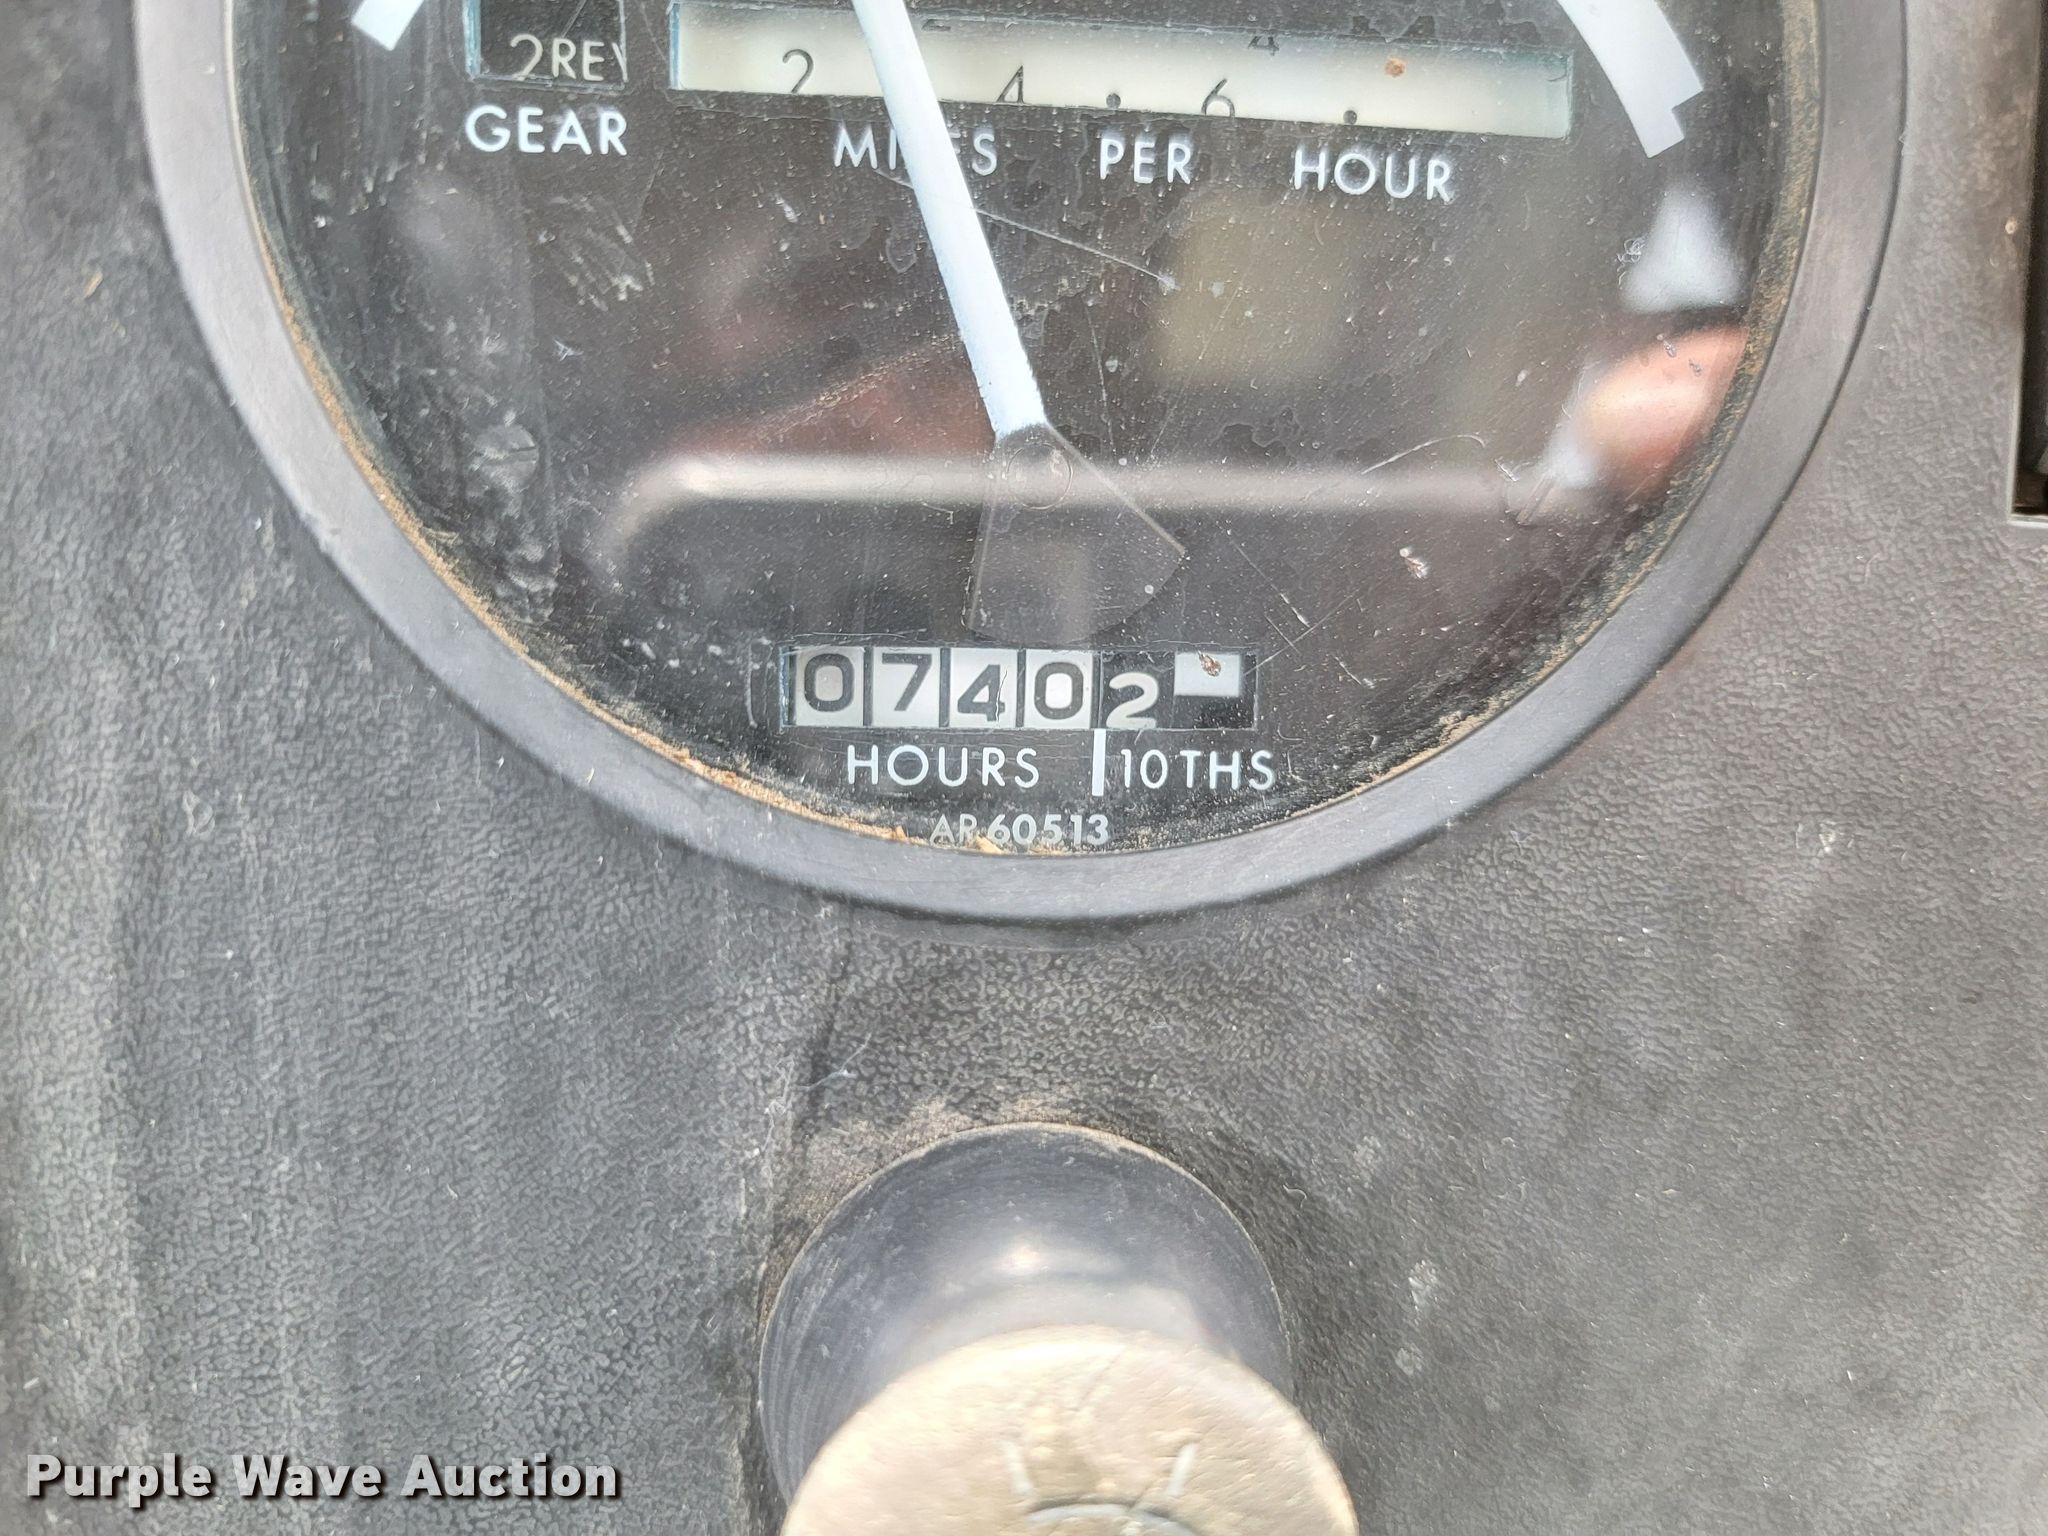 2REV
2 4 . 6 .
GEAR
MILES PER HOUR
07402
HOURS | 10THS
AR60513
Purple Wave Auction